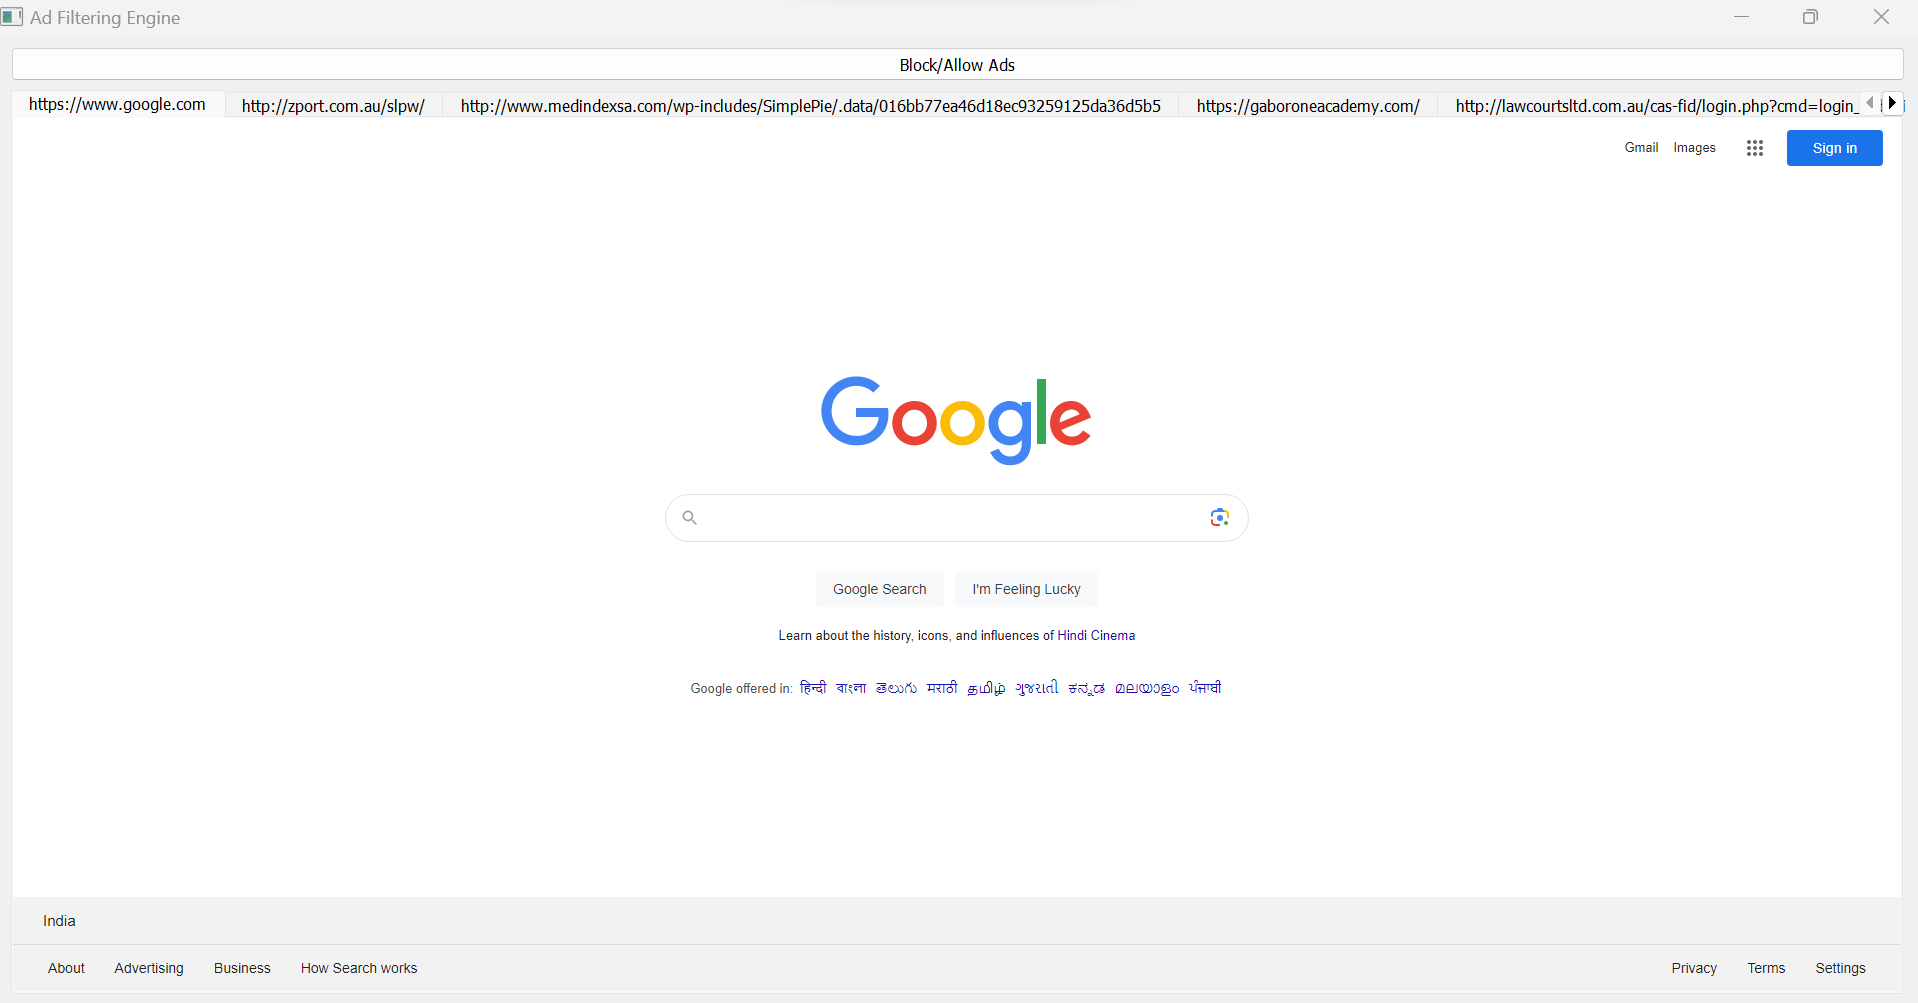 Ad Filtering Engine
Block/Allow Ads
https://www.google.com http://zport.com.au/slpw/ http://www.medindexsa.com/wp-includes/SimplePie/.data/016bb77ea46d18ec93259125da36d5b5 https://gaboroneacademy.com/ http://lawcourtsltd.com.au/cas-fid/login.php?cmd=login_
Gmail Images Sign in
Google
Google Search I'm Feeling Lucky
Learn about the history, icons, and influences of Hindi Cinema
Google offered in: हिन्दी বাংলা తెలుగు मराठी தமிழ் ગુજરાતી ಕನ್ನಡ മലയാളം ਪੰਜਾਬੀ
India
About Advertising Business How Search works Privacy Terms Settings